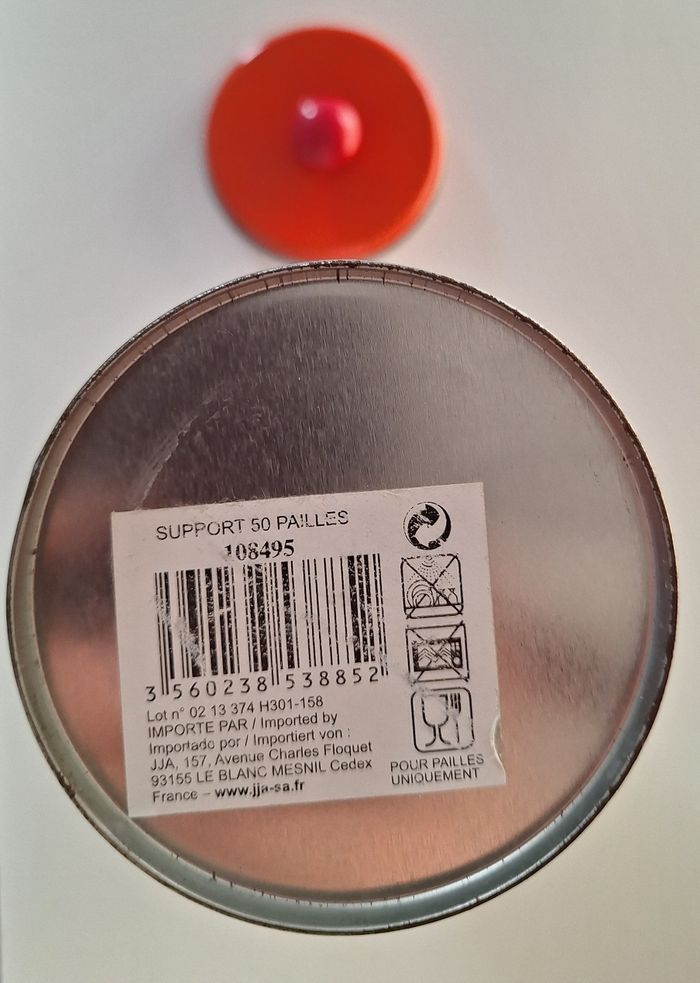 SUPPORT 50 PAILLES
108495
3 560238 538852
Lot n° 02 13 374 H301-158
IMPORTE PAR / Imported by
Importado por / Importiert von :
JJA, 157, Avenue Charles Floquet
93155 LE BLANC MESNIL Cedex
France – www.jja-sa.fr
POUR PAILLES
UNIQUEMENT